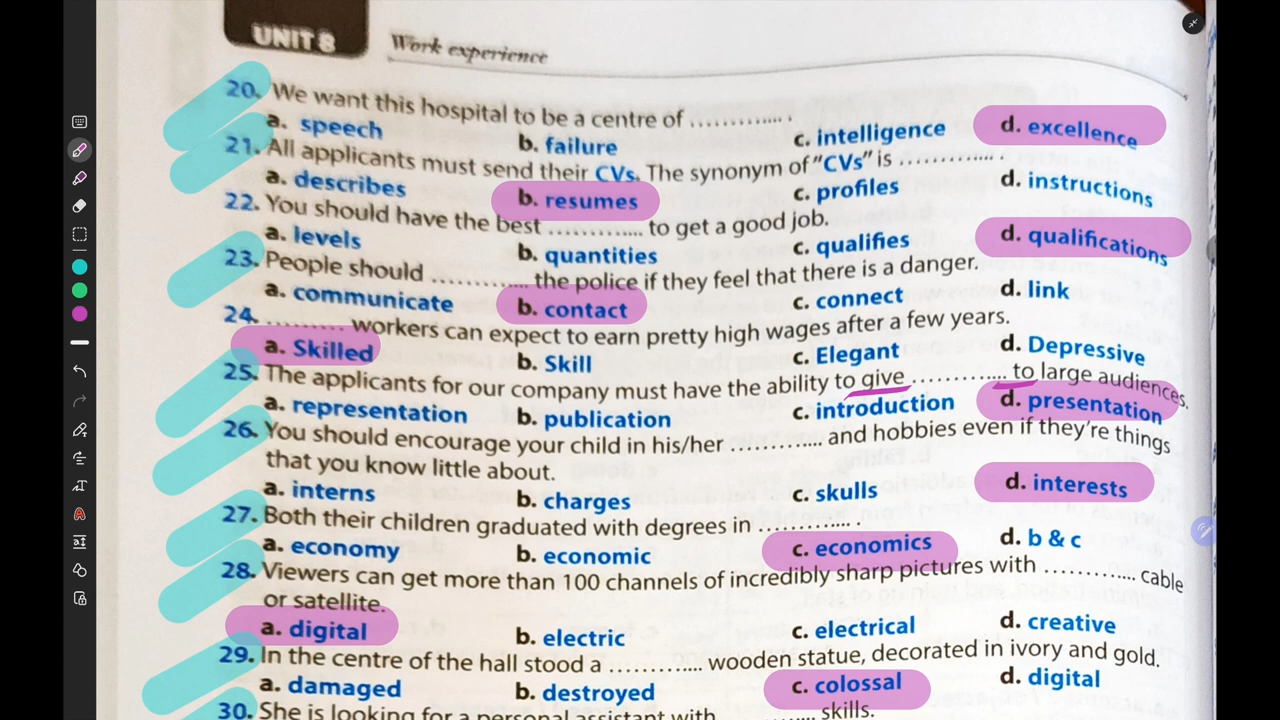 UNIT 8
Work experience
20. We want this hospital to be a centre of ................ .
a. speech b. failure c. intelligence d. excellence
21. All applicants must send their CVs. The synonym of "CVs" is ................ .
a. describes b. resumes c. profiles d. instructions
22. You should have the best ................ to get a good job.
a. levels b. quantities c. qualifies d. qualifications
23. People should ................ the police if they feel that there is a danger.
a. communicate b. contact c. connect d. link
24. ............ workers can expect to earn pretty high wages after a few years.
a. Skilled b. Skill c. Elegant d. Depressive
25. The applicants for our company must have the ability to give ................ to large audiences.
a. representation b. publication c. introduction d. presentation
26. You should encourage your child in his/her ................ and hobbies even if they're things
that you know little about.
a. interns b. charges c. skulls d. interests
27. Both their children graduated with degrees in ................ .
a. economy b. economic c. economics d. b & c
28. Viewers can get more than 100 channels of incredibly sharp pictures with ................ cable
or satellite.
a. digital b. electric c. electrical d. creative
29. In the centre of the hall stood a ................ wooden statue, decorated in ivory and gold.
a. damaged b. destroyed c. colossal d. digital
30. She is looking for a personal assistant with ................ skills.